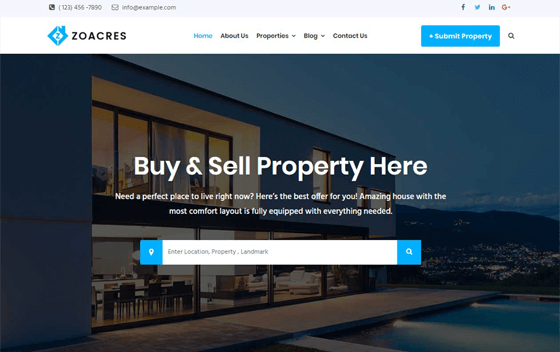 ( 123) 456 -7890 info@example.com
ZOACRES
Home About Us Properties Blog Contact Us + Submit Property
Buy & Sell Property Here
Need a perfect place to live right now? Here's the best offer for you! Amazing house with the
most comfort layout is fully equipped with everything needed.
Enter Location, Property , Landmark